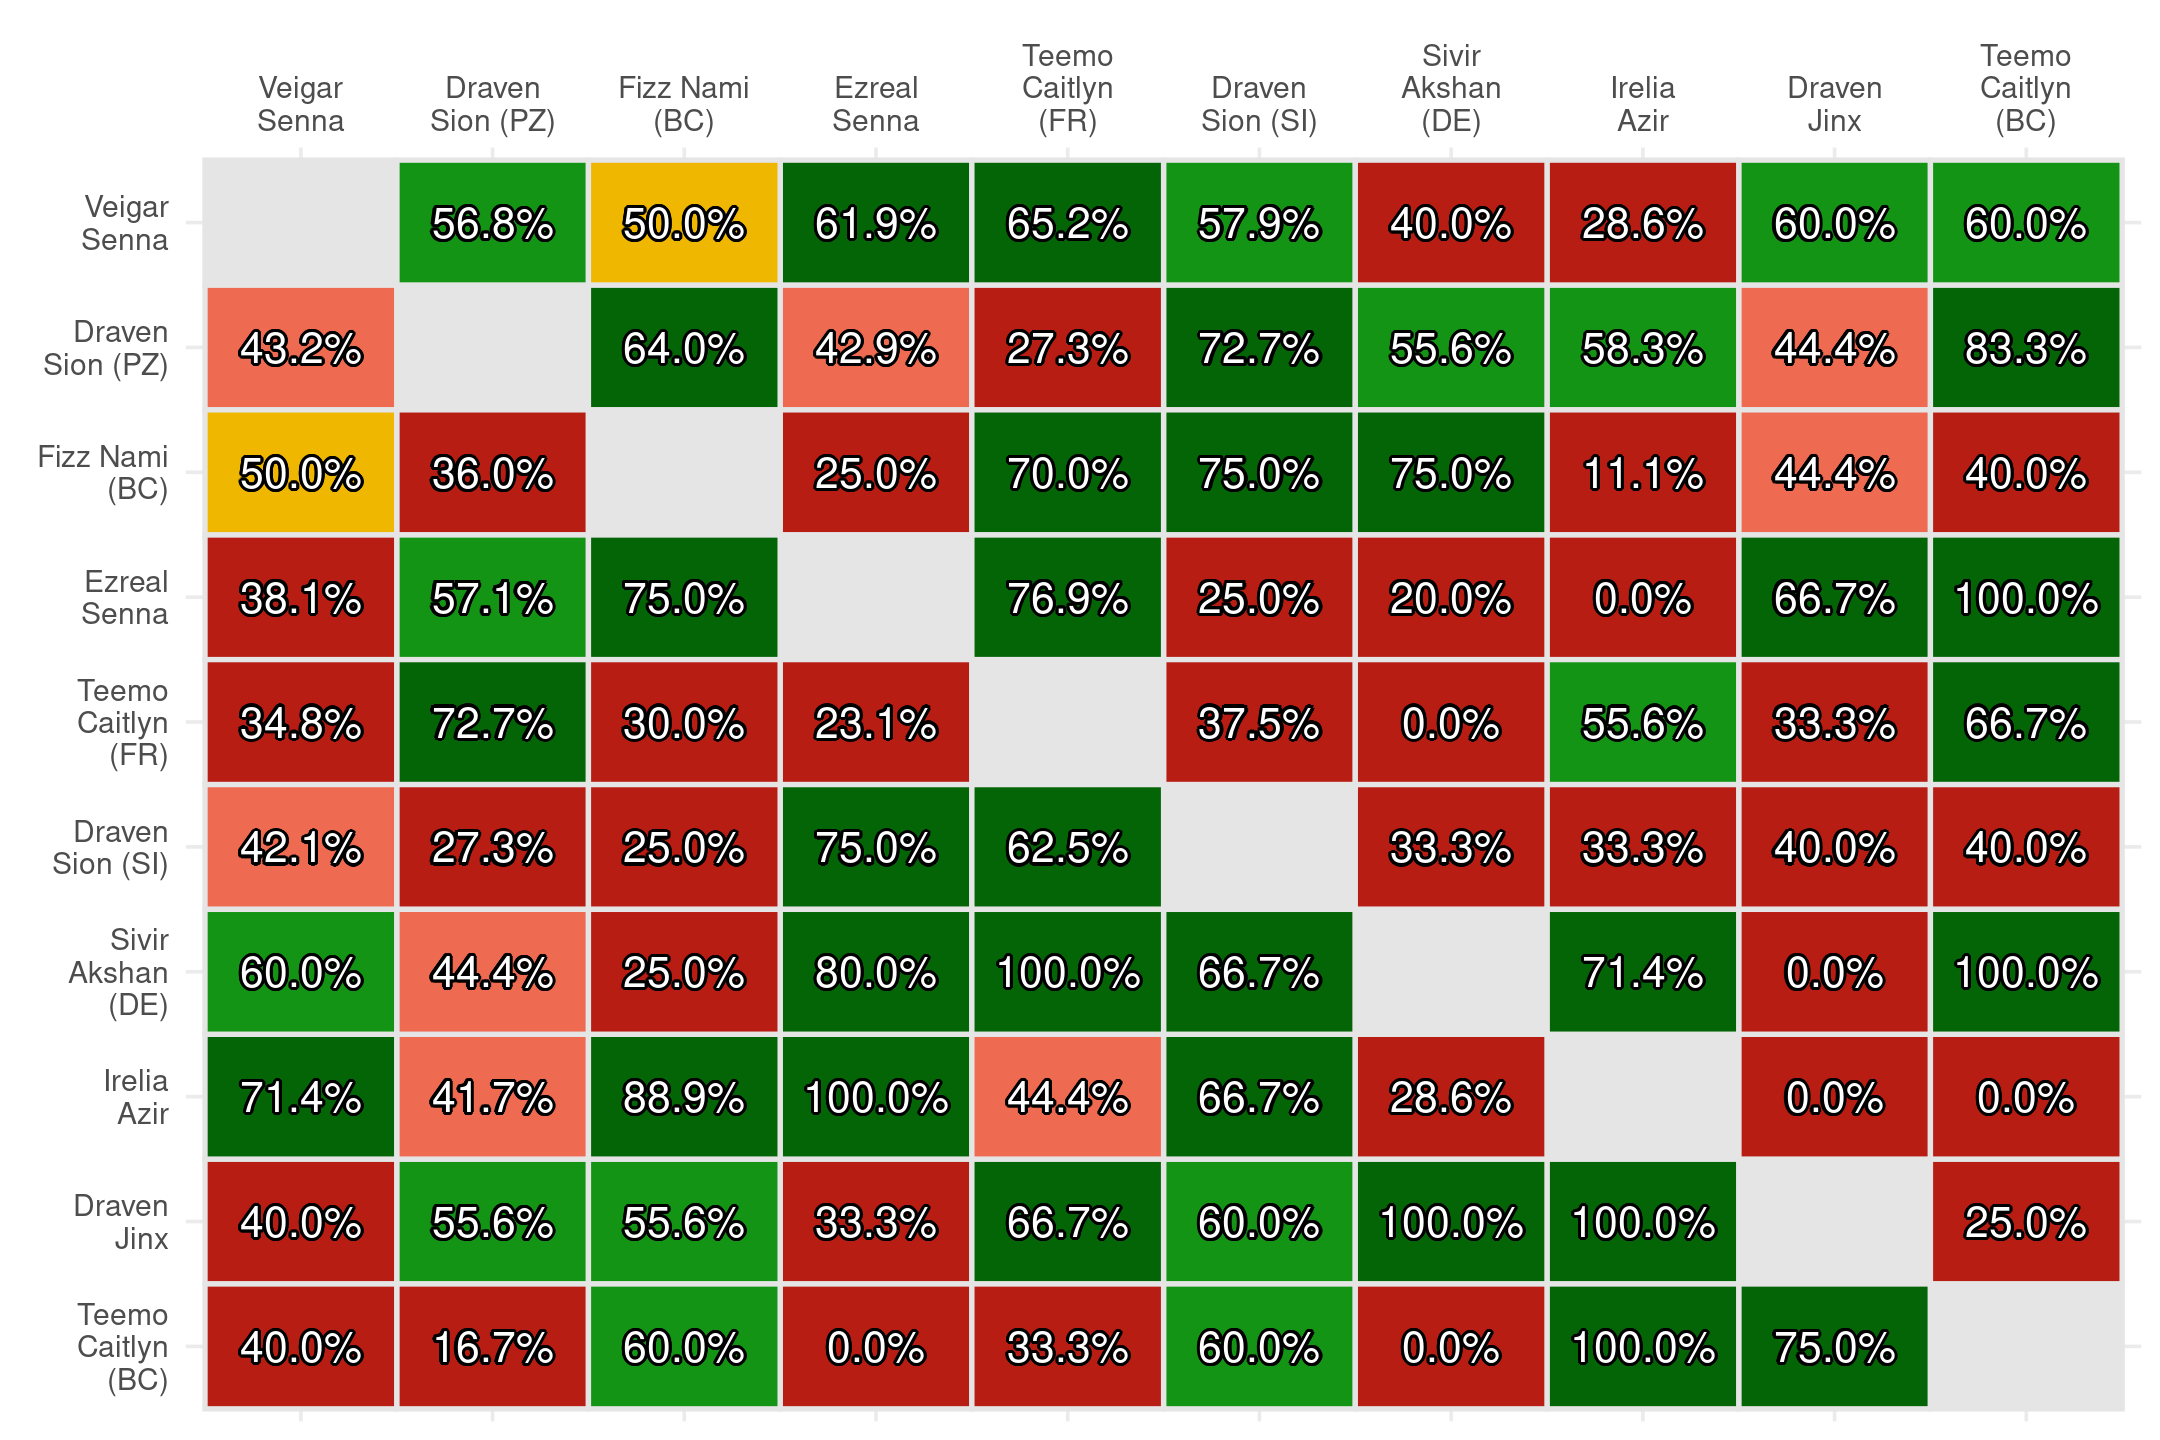 Veigar
Senna
Draven
Sion (PZ)
Fizz Nami
(BC)
Ezreal
Senna
Teemo
Caitlyn
(FR)
Draven
Sion (SI)
Sivir
Akshan
(DE)
Irelia
Azir
Draven
Jinx
Teemo
Caitlyn
(BC)
Veigar
Senna
56.8% 50.0% 61.9% 65.2% 57.9% 40.0% 28.6% 60.0% 60.0%
Draven
Sion (PZ)
43.2% 64.0% 42.9% 27.3% 72.7% 55.6% 58.3% 44.4% 83.3%
Fizz Nami
(BC)
50.0% 36.0% 25.0% 70.0% 75.0% 75.0% 11.1% 44.4% 40.0%
Ezreal
Senna
38.1% 57.1% 75.0% 76.9% 25.0% 20.0% 0.0% 66.7% 100.0%
Teemo
Caitlyn
(FR)
34.8% 72.7% 30.0% 23.1% 37.5% 0.0% 55.6% 33.3% 66.7%
Draven
Sion (SI)
42.1% 27.3% 25.0% 75.0% 62.5% 33.3% 33.3% 40.0% 40.0%
Sivir
Akshan
(DE)
60.0% 44.4% 25.0% 80.0% 100.0% 66.7% 71.4% 0.0% 100.0%
Irelia
Azir
71.4% 41.7% 88.9% 100.0% 44.4% 66.7% 28.6% 0.0% 0.0%
Draven
Jinx
40.0% 55.6% 55.6% 33.3% 66.7% 60.0% 100.0% 100.0% 25.0%
Teemo
Caitlyn
(BC)
40.0% 16.7% 60.0% 0.0% 33.3% 60.0% 0.0% 100.0% 75.0%